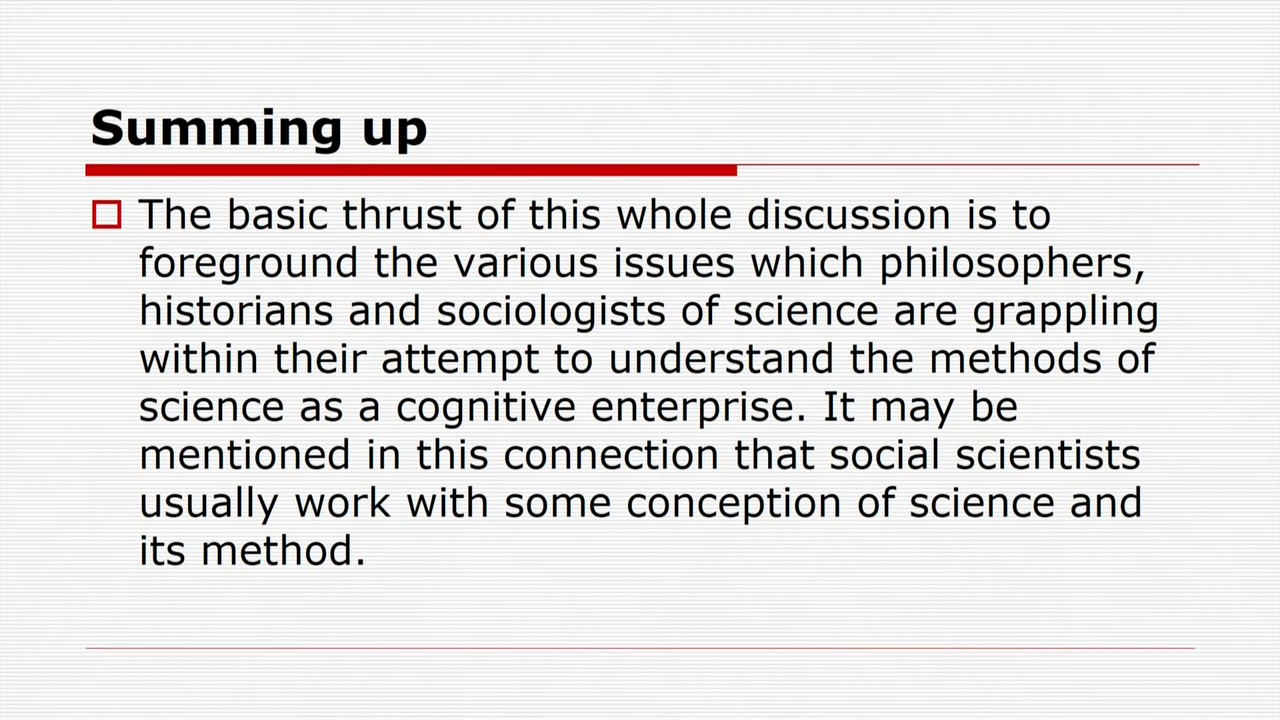 Summing up
The basic thrust of this whole discussion is to
foreground the various issues which philosophers,
historians and sociologists of science are grappling
within their attempt to understand the methods of
science as a cognitive enterprise. It may be
mentioned in this connection that social scientists
usually work with some conception of science and
its method.